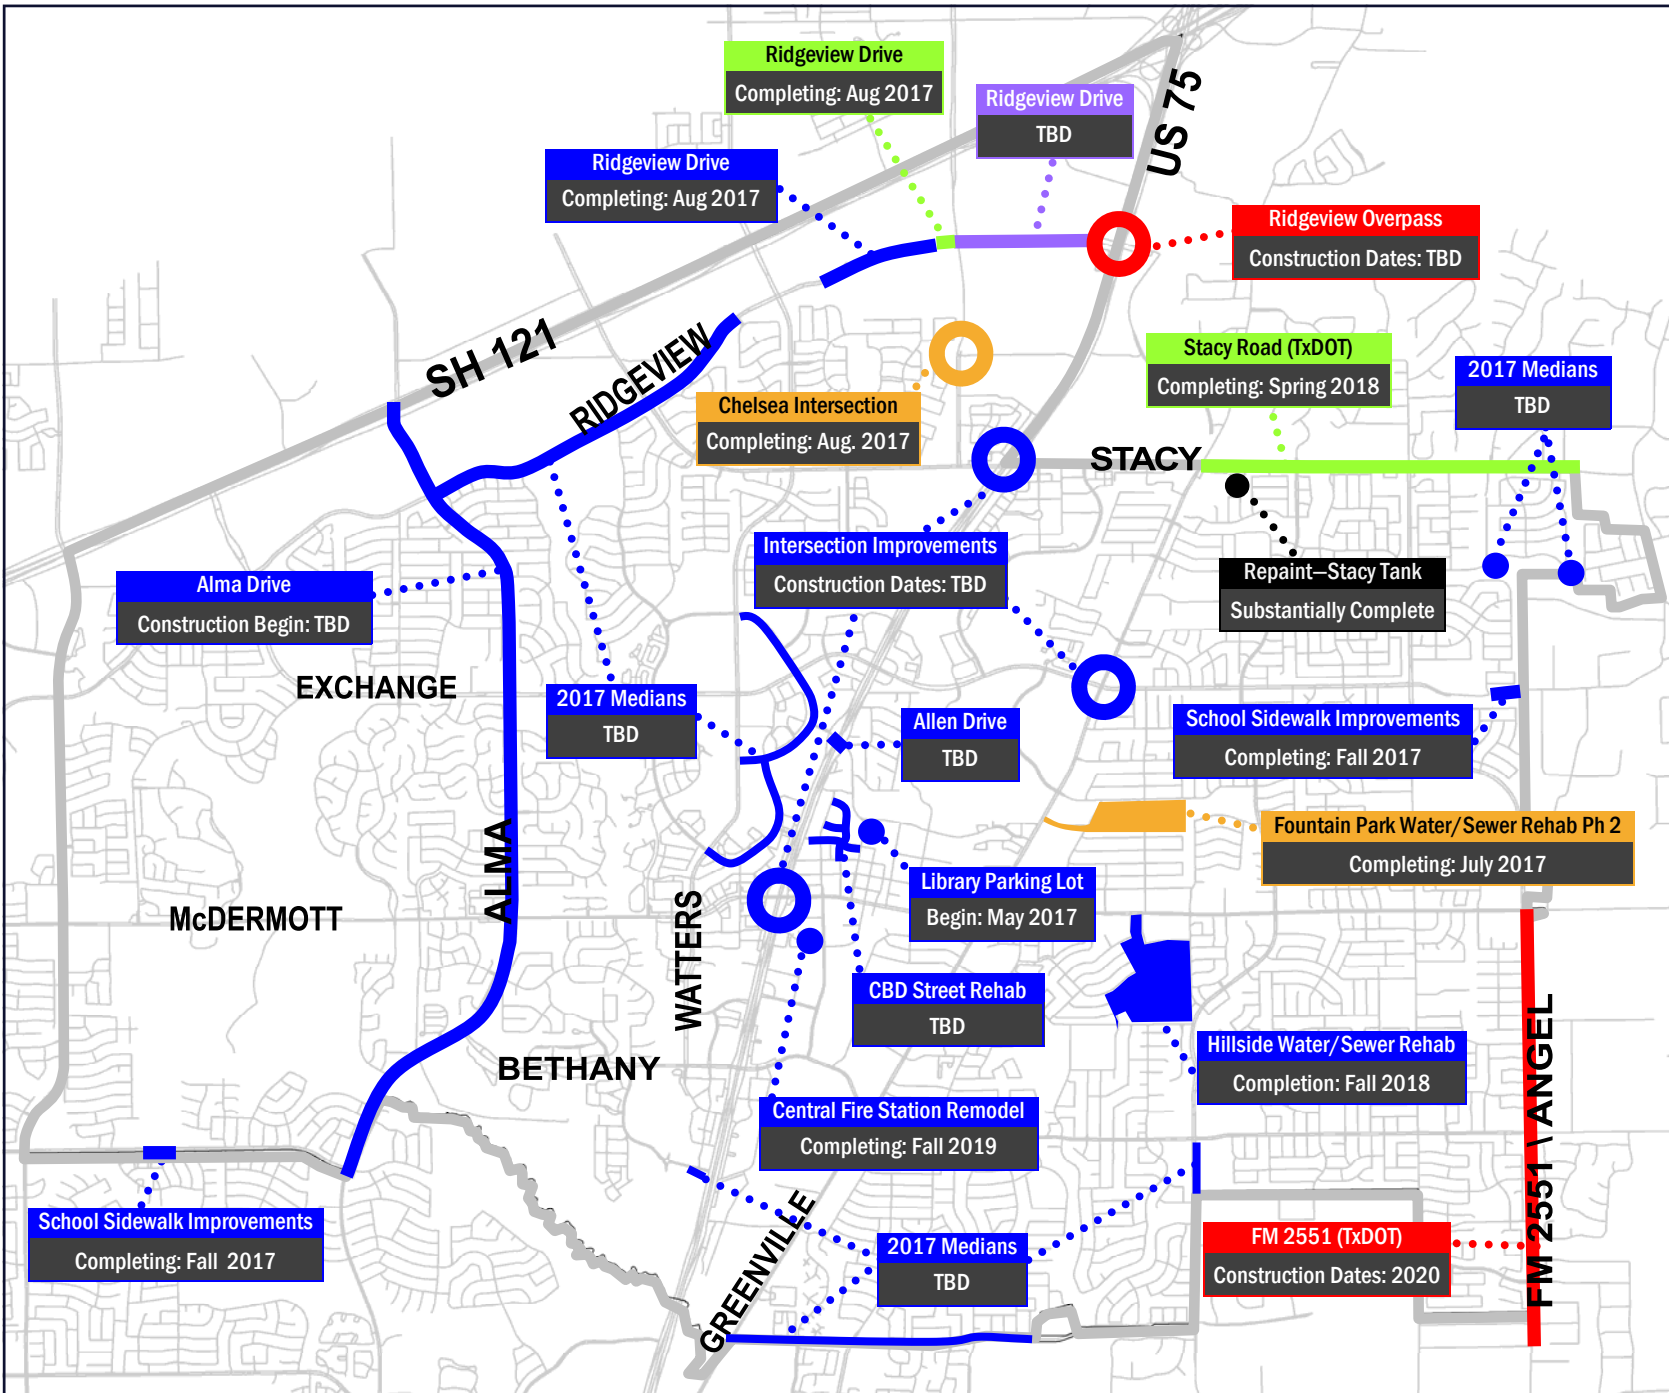 Ridgeview Drive
Completing: Aug 2017
Ridgeview Drive
TBD
US 75
Ridgeview Drive
Completing: Aug 2017
Ridgeview Overpass
Construction Dates: TBD
SH 121
RIDGEVIEW
Stacy Road (TxDOT)
Completing: Spring 2018
2017 Medians
TBD
Chelsea Intersection
Completing: Aug. 2017
STACY
Intersection Improvements
Construction Dates: TBD
Repaint—Stacy Tank
Substantially Complete
Alma Drive
Construction Begin: TBD
EXCHANGE
2017 Medians
TBD
Allen Drive
TBD
School Sidewalk Improvements
Completing: Fall 2017
Fountain Park Water/Sewer Rehab Ph 2
Completing: July 2017
ALMA
McDERMOTT
WATTERS
Library Parking Lot
Begin: May 2017
CBD Street Rehab
TBD
BETHANY
Hillside Water/Sewer Rehab
Completion: Fall 2018
FM 2551 \ ANGEL
Central Fire Station Remodel
Completing: Fall 2019
School Sidewalk Improvements
Completing: Fall  2017
GREENVILLE
2017 Medians
TBD
FM 2551 (TxDOT)
Construction Dates: 2020